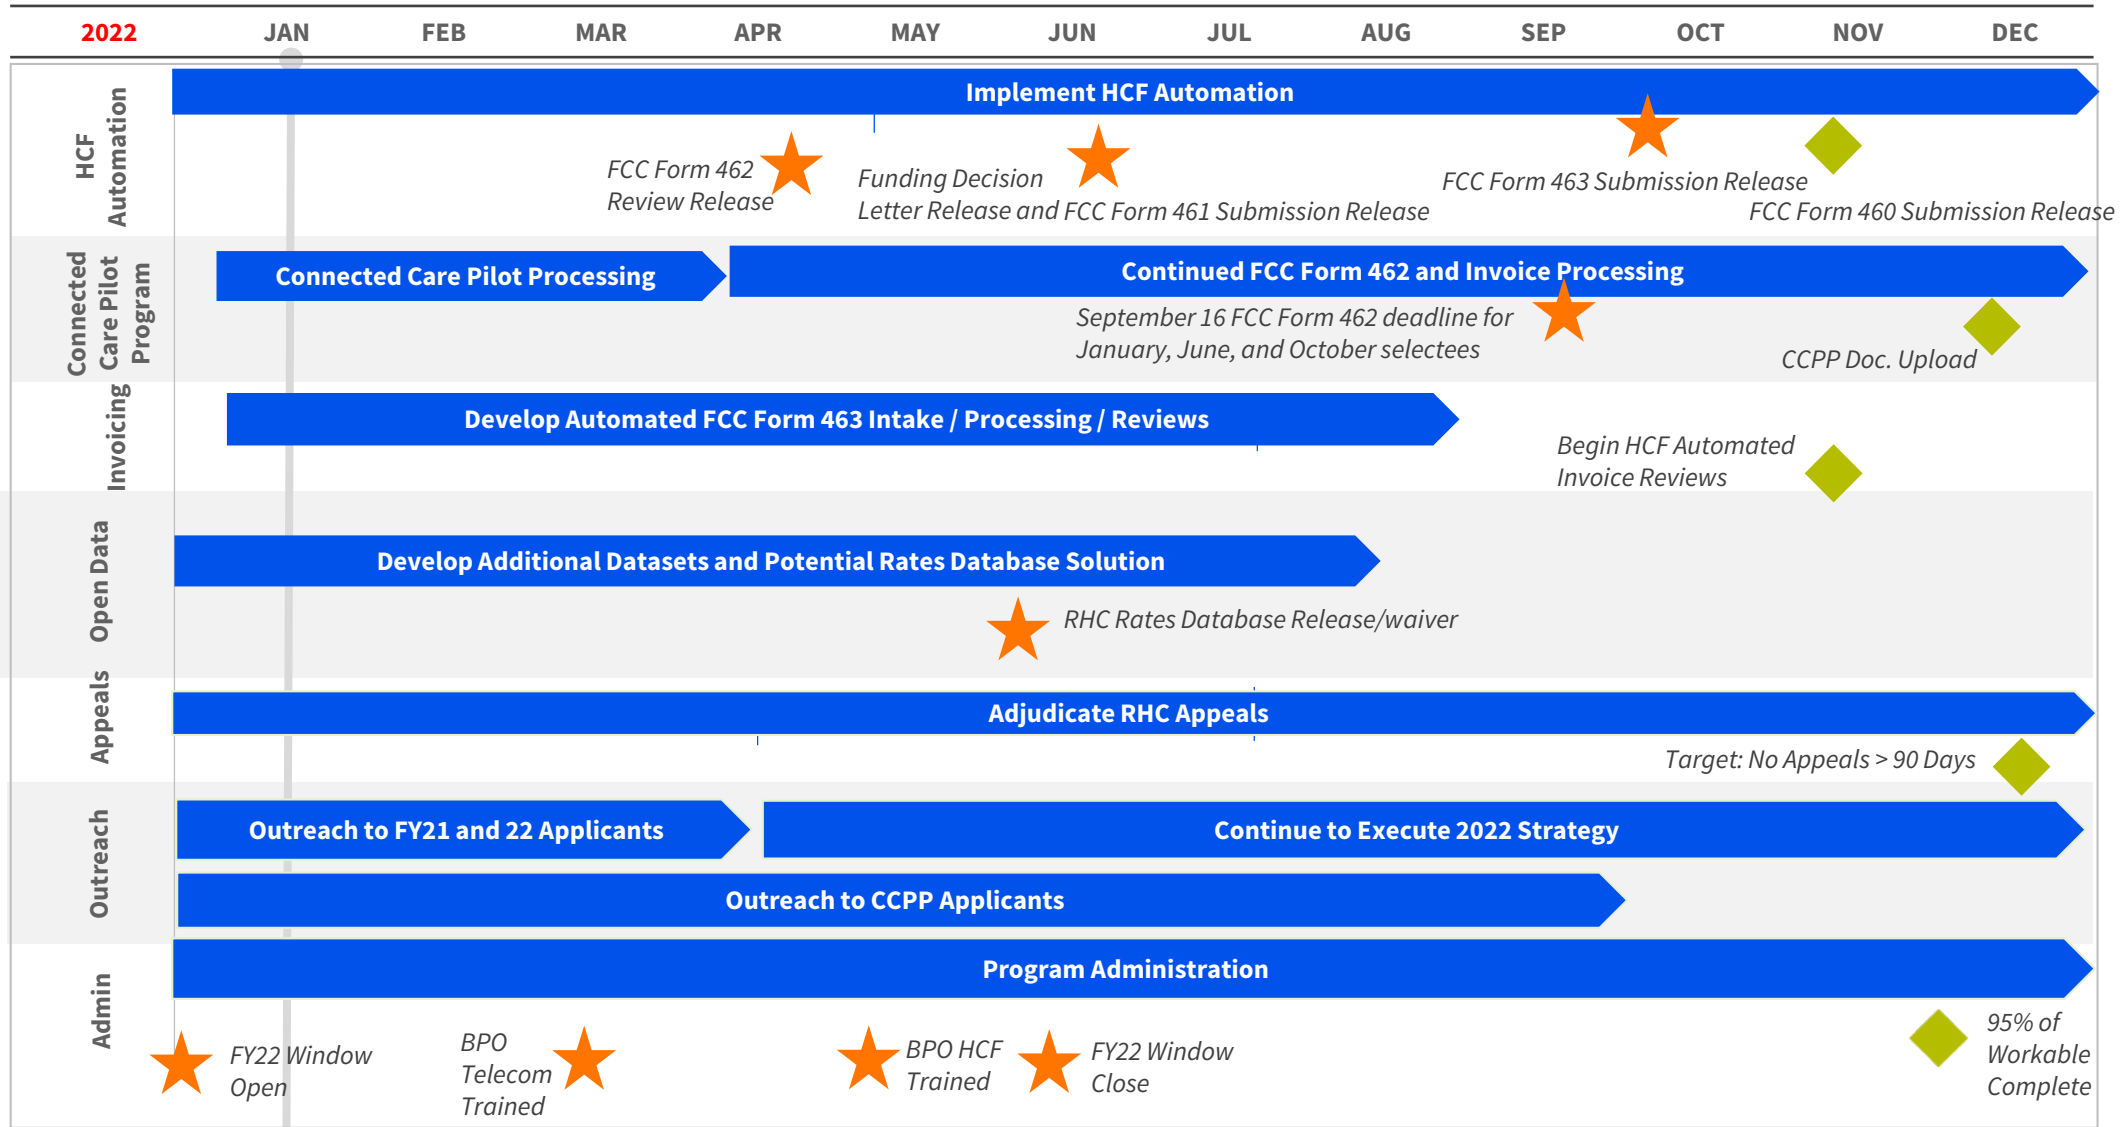 2022 JAN FEB MAR APR MAY JUN JUL AUG SEP OCT NOV DEC
HCF
Automation
Implement HCF Automation
FCC Form 462
Review Release
Funding Decision
Letter Release and FCC Form 461 Submission Release
FCC Form 463 Submission Release
FCC Form 460 Submission Release
Connected
Care Pilot
Program
Connected Care Pilot Processing
Continued FCC Form 462 and Invoice Processing
September 16 FCC Form 462 deadline for
January, June, and October selectees
CCPP Doc. Upload
Invoicing
Develop Automated FCC Form 463 Intake / Processing / Reviews
Begin HCF Automated
Invoice Reviews
Open Data
Develop Additional Datasets and Potential Rates Database Solution
RHC Rates Database Release/waiver
Appeals
Adjudicate RHC Appeals
Target: No Appeals > 90 Days
Outreach
Outreach to FY21 and 22 Applicants
Continue to Execute 2022 Strategy
Outreach to CCPP Applicants
Admin
Program Administration
FY22 Window
Open
BPO
Telecom
Trained
BPO HCF
Trained
FY22 Window
Close
95% of
Workable
Complete